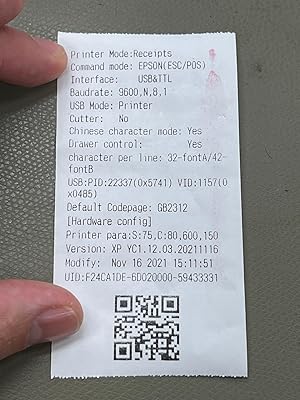 Printer Mode:Receipts
Command mode: EPSON(ESC/POS)
Interface: USB&TTL
Baudrate: 9600,N,8,1
USB Mode: Printer
Cutter: No
Chinese character mode: Yes
Drawer control: Yes
character per line: 32-fontA/42-
fontB
USB:PID:22337(0x5741) VID:1157(0
x0485)
Default Codepage: GB2312
[Hardware config]
Printer para:S:75,C:80,600,150
Version: XP YC1.12.03.20211116
Modify: Nov 16 2021 15:11:51
UID:F24CA1DE-6D020000-59433331